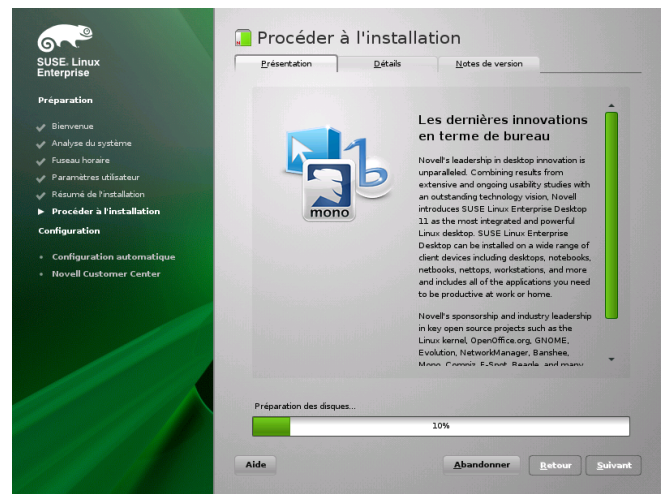 SUSE. Linux
Enterprise
Préparation
Bienvenue
Analyse du système
Fuseau horaire
Paramètres utilisateur
Résumé de l'installation
Procéder à l'installation
Configuration
Configuration automatique
Novell Customer Center
Procéder à l'installation
Présentation
Détails
Notes de version
mono
Les dernières innovations
en terme de bureau
Novell's leadership in desktop innovation is
unparalleled. Combining results from
extensive and ongoing usability studies with
an outstanding technology vision, Novell
introduces SUSE Linux Enterprise Desktop
11 as the most integrated and powerful
Linux desktop. SUSE Linux Enterprise
Desktop can be installed on a wide range of
client devices including desktops, notebooks,
netbooks, nettops, workstations, and more
and includes all of the applications you need
to be productive at work or home.
Novell's sponsorship and industry leadership
in key open source projects such as the
Linux kernel, OpenOffice.org, GNOME,
Evolution, NetworkManager, Banshee,
Mono, Compiz, F-Spot, Beagle, and many
Préparation des disques...
10%
Aide
Abandonner
Retour
Suivant